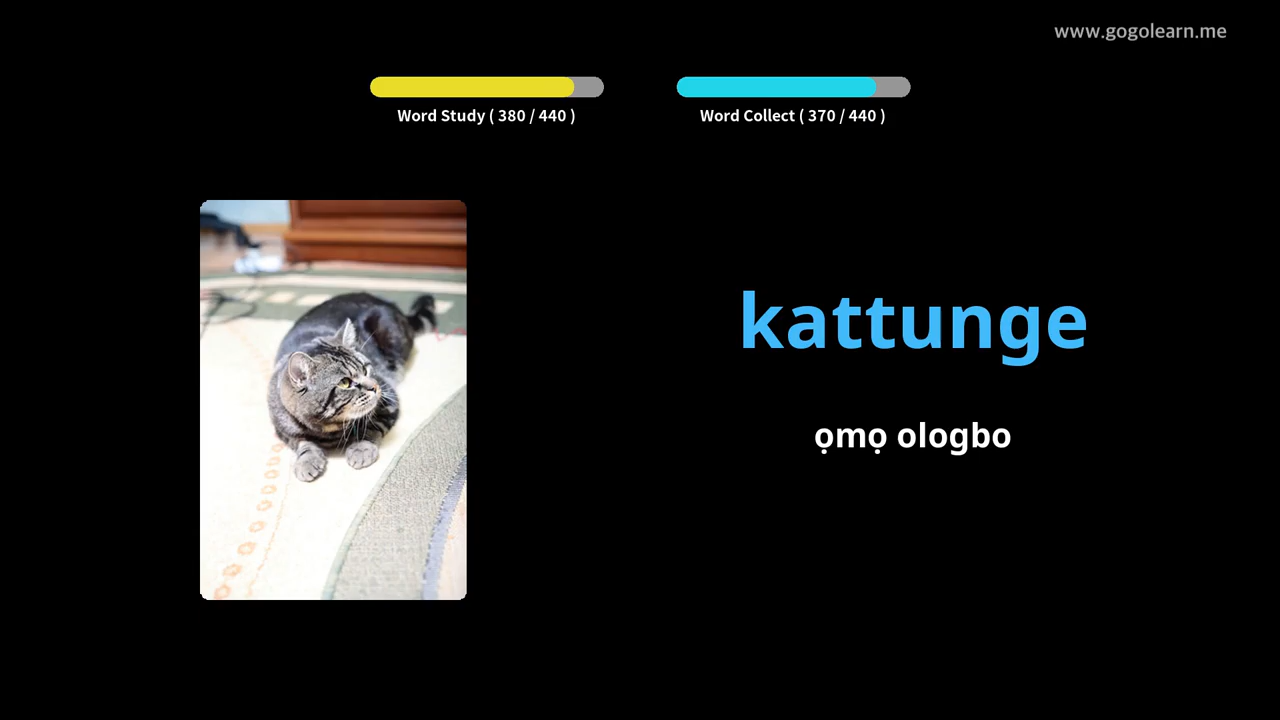 www.gogolearn.me
Word Study ( 380 / 440 )
Word Collect ( 370 / 440 )
kattunge
ọmọ ologbo